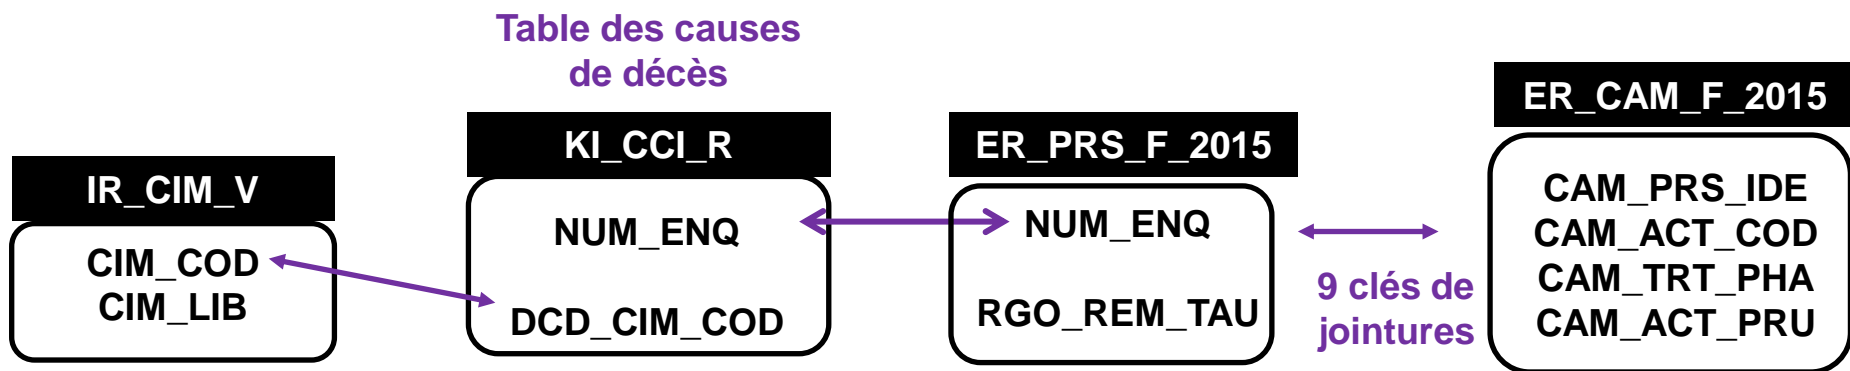 Table des causes
de décès
IR_CIM_V
CIM_COD
CIM_LIB
KI_CCI_R
NUM_ENQ
DCD_CIM_COD
ER_PRS_F_2015
NUM_ENQ
RGO_REM_TAU
9 clés de
jointures
ER_CAM_F_2015
CAM_PRS_IDE
CAM_ACT_COD
CAM_TRT_PHA
CAM_ACT_PRU